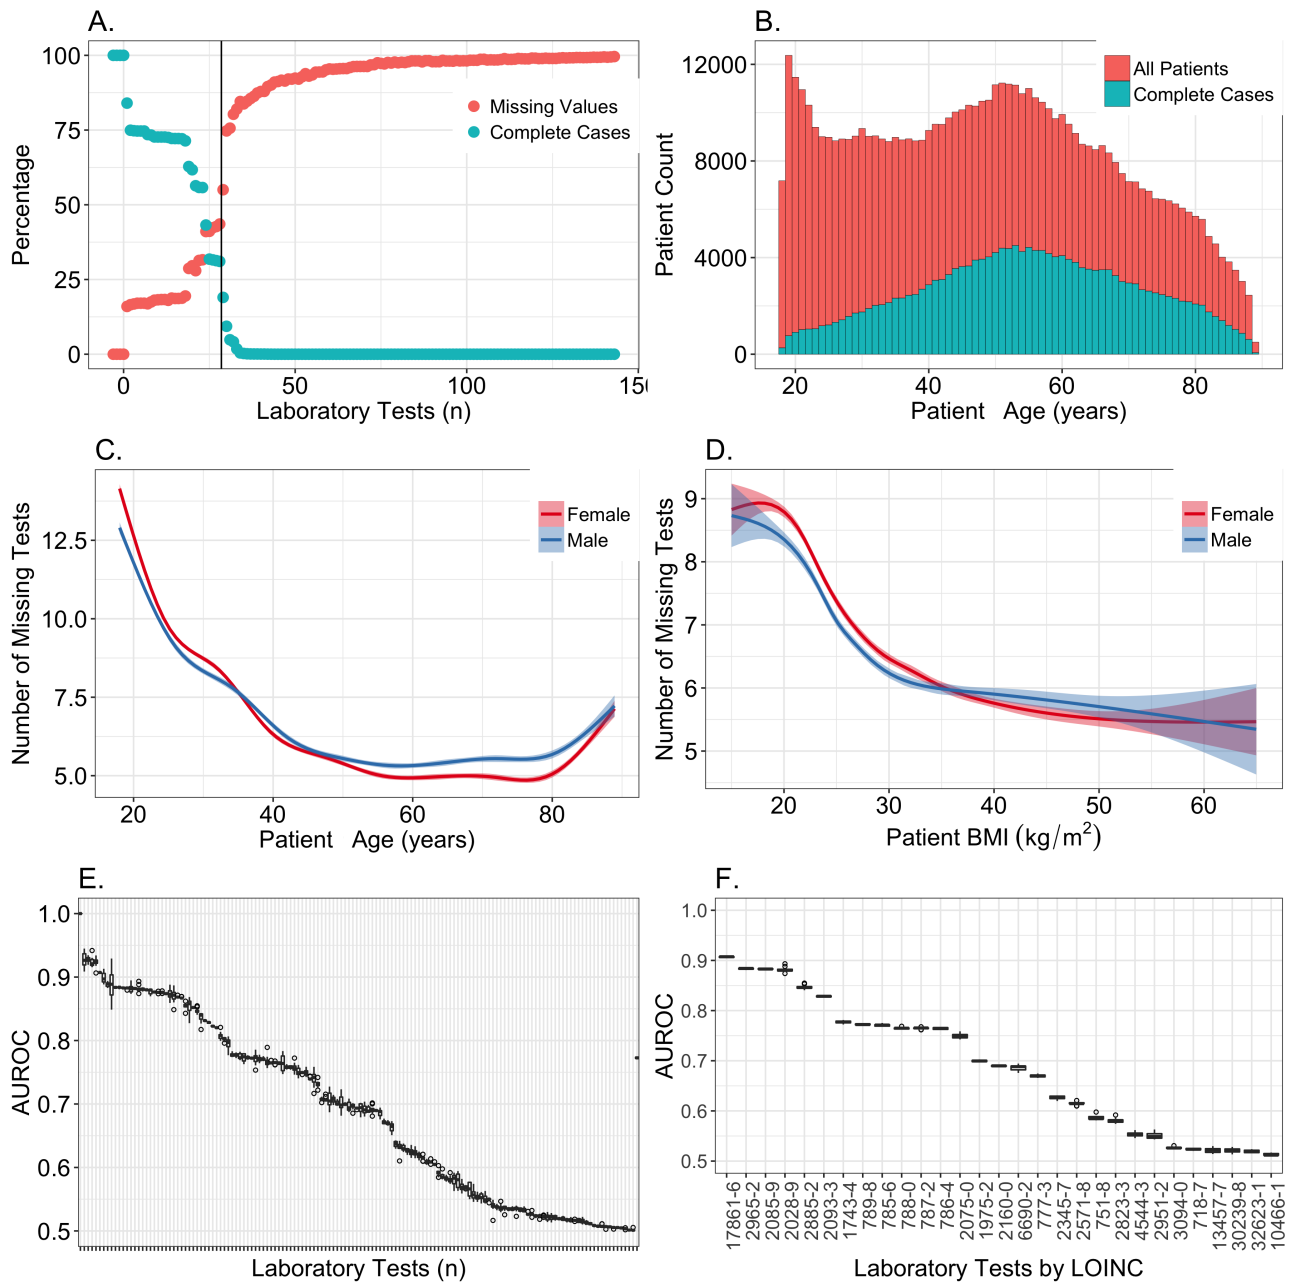 A.
100
75
50
25
0
Percentage
Missing Values
Complete Cases
0
50
100
Laboratory Tests (n)
B.
12000
8000
4000
0
Patient Count
All Patients
Complete Cases
20
40
60
80
Patient Age (years)
C.
12.5
10.0
7.5
5.0
Number of Missing Tests
Female
Male
20
40
60
80
Patient Age (years)
D.
9
8
7
6
5
Number of Missing Tests
Female
Male
20
30
40
50
60
Patient BMI (kg/m²)
E.
1.0
0.9
0.8
0.7
0.6
0.5
AUROC
Laboratory Tests (n)
F.
1.0
0.9
0.8
0.7
0.6
0.5
AUROC
17861-6
2965-2
2085-9
2028-9
2885-2
2093-3
1743-4
789-8
785-6
788-0
787-2
786-4
2075-0
1975-2
2160-0
6690-2
777-3
2345-7
2571-8
751-8
2823-3
4544-3
2951-2
3094-0
718-7
13457-7
30239-8
32623-1
10466-1
Laboratory Tests by LOINC